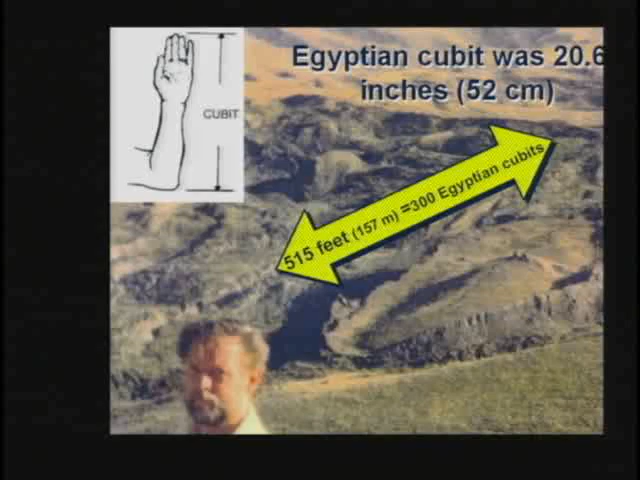 Egyptian cubit was 20.6
inches (52 cm)
CUBIT
515 feet (157 m) =300 Egyptian cubits